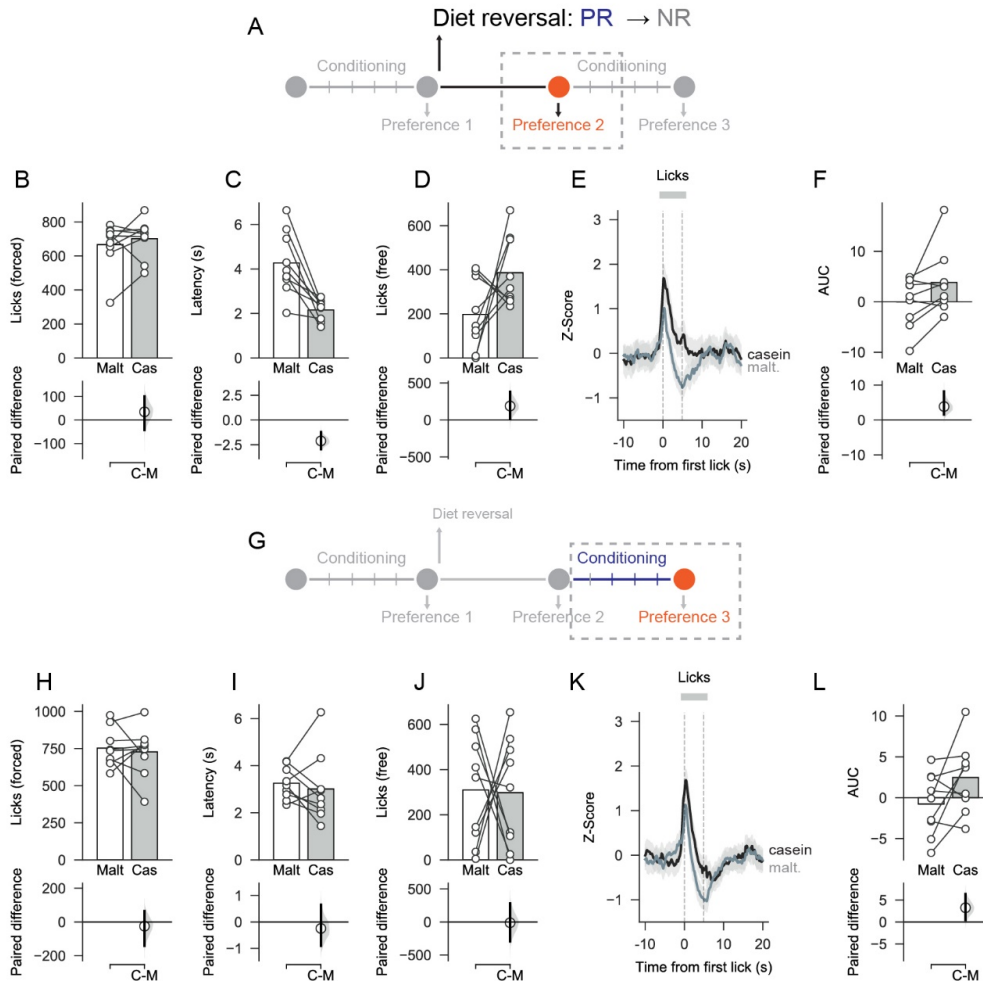 A
Diet reversal: PR → NR
Conditioning
Conditioning
Preference 1
Preference 2
Preference 3
B
Licks (forced)
800
600
400
200
0
Malt Cas
Paired difference
100
0
−100
C-M
C
Latency (s)
6
4
2
0
Malt Cas
Paired difference
2.5
0.0
−2.5
C-M
D
Licks (free)
600
400
200
0
Malt Cas
Paired difference
500
0
−500
C-M
E
Licks
Z-Score
3
2
1
0
−1
casein
malt.
-10 0 10 20
Time from first lick (s)
F
AUC
10
0
−10
Malt Cas
Paired difference
10
0
−10
C-M
G
Diet reversal
Conditioning
Conditioning
Preference 1
Preference 2
Preference 3
H
Licks (forced)
1000
750
500
250
0
Malt Cas
Paired difference
200
0
−200
C-M
I
Latency (s)
6
4
2
0
Malt Cas
Paired difference
1
0
−1
C-M
J
Licks (free)
600
400
200
0
Malt Cas
Paired difference
500
0
−500
C-M
K
Licks
Z-Score
3
2
1
0
−1
casein
malt.
-10 0 10 20
Time from first lick (s)
L
AUC
10
5
0
−5
Malt Cas
Paired difference
5
0
−5
C-M